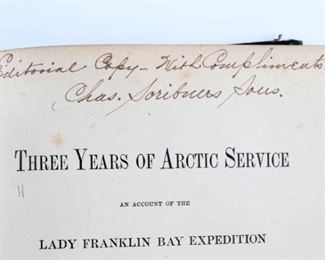 Editorial Copy - With Compliments
Chas. Scribners Sons.
THREE YEARS OF ARCTIC SERVICE
11
AN ACCOUNT OF THE
LADY FRANKLIN BAY EXPEDITION